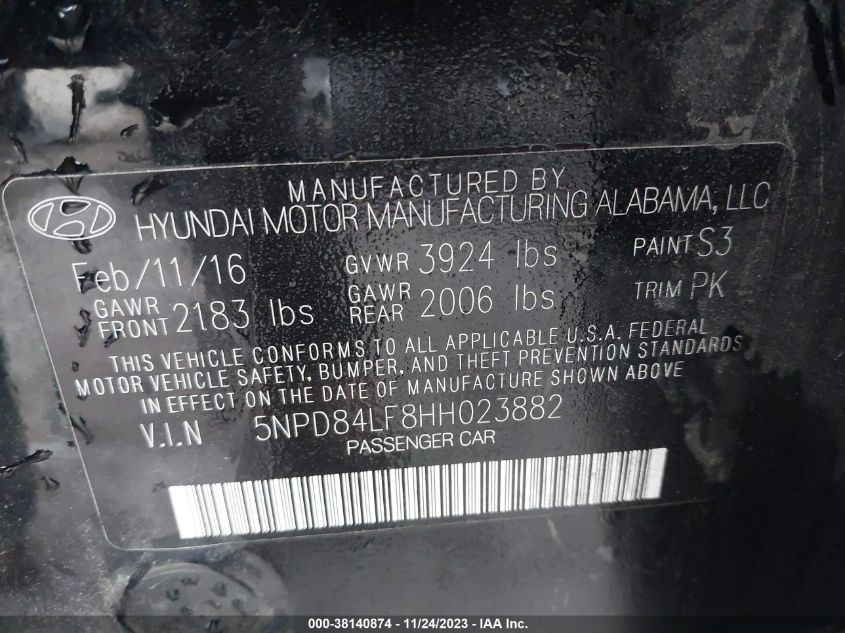 MANUFACTURED BY
HYUNDAI MOTOR MANUFACTURING ALABAMA, LLC
Feb/11/16 GVWR 3924 lbs PAINT S3
GAWR FRONT 2183 lbs GAWR REAR 2006 lbs TRIM PK
THIS VEHICLE CONFORMS TO ALL APPLICABLE U.S.A. FEDERAL
MOTOR VEHICLE SAFETY, BUMPER, AND THEFT PREVENTION STANDARDS
IN EFFECT ON THE DATE OF MANUFACTURE SHOWN ABOVE
V.I.N 5NPD84LF8HH023882
PASSENGER CAR
000-38140874 - 11/24/2023 - IAA Inc.